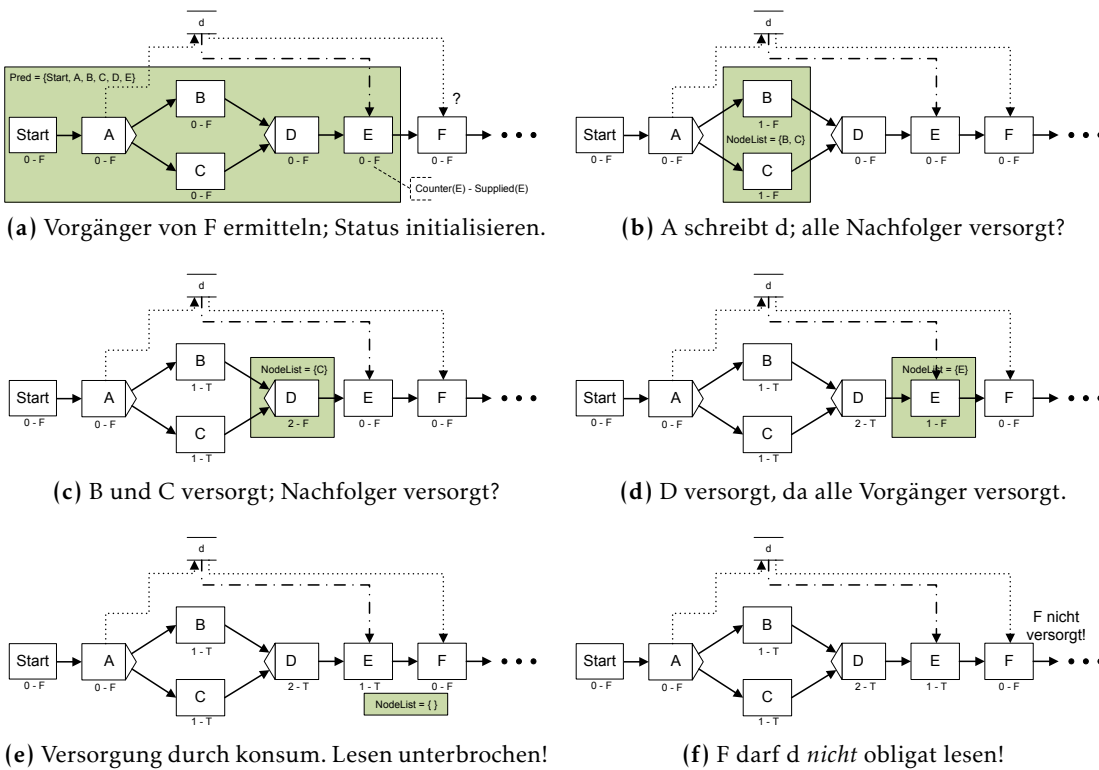 d
Pred = {Start, A, B, C, D, E}
B
0 - F
?
Start
A
D
E
F
0 - F
0 - F
0 - F
0 - F
0 - F
C
0 - F
Counter(E) - Supplied(E)
(a) Vorgänger von F ermitteln; Status initialisieren.
d
B
1 - F
Start
A
NodeList = {B, C}
D
E
F
0 - F
0 - F
0 - F
0 - F
0 - F
C
1 - F
(b) A schreibt d; alle Nachfolger versorgt?
d
B
1 - T
NodeList = {C}
Start
A
D
E
F
0 - F
0 - F
2 - F
0 - F
0 - F
C
1 - T
(c) B und C versorgt; Nachfolger versorgt?
d
B
1 - T
NodeList = {E}
Start
A
D
E
F
0 - F
0 - F
2 - T
1 - F
0 - F
C
1 - T
(d) D versorgt, da alle Vorgänger versorgt.
d
B
1 - T
Start
A
D
E
F
0 - F
0 - F
2 - T
1 - T
0 - F
C
1 - T
NodeList = { }
(e) Versorgung durch konsum. Lesen unterbrochen!
d
B
1 - T
F nicht
versorgt!
Start
A
D
E
F
0 - F
0 - F
2 - T
1 - T
0 - F
C
1 - T
(f) F darf d nicht obligat lesen!